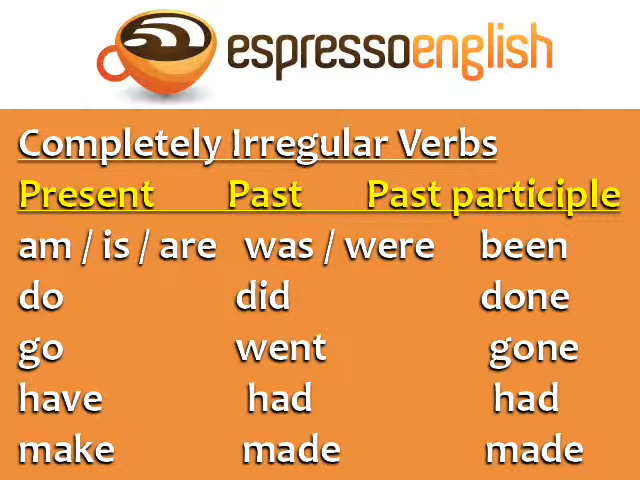 espressoenglish
Completely Irregular Verbs
Present Past Past participle
am / is / are was / were been
do did done
go went gone
have had had
make made made